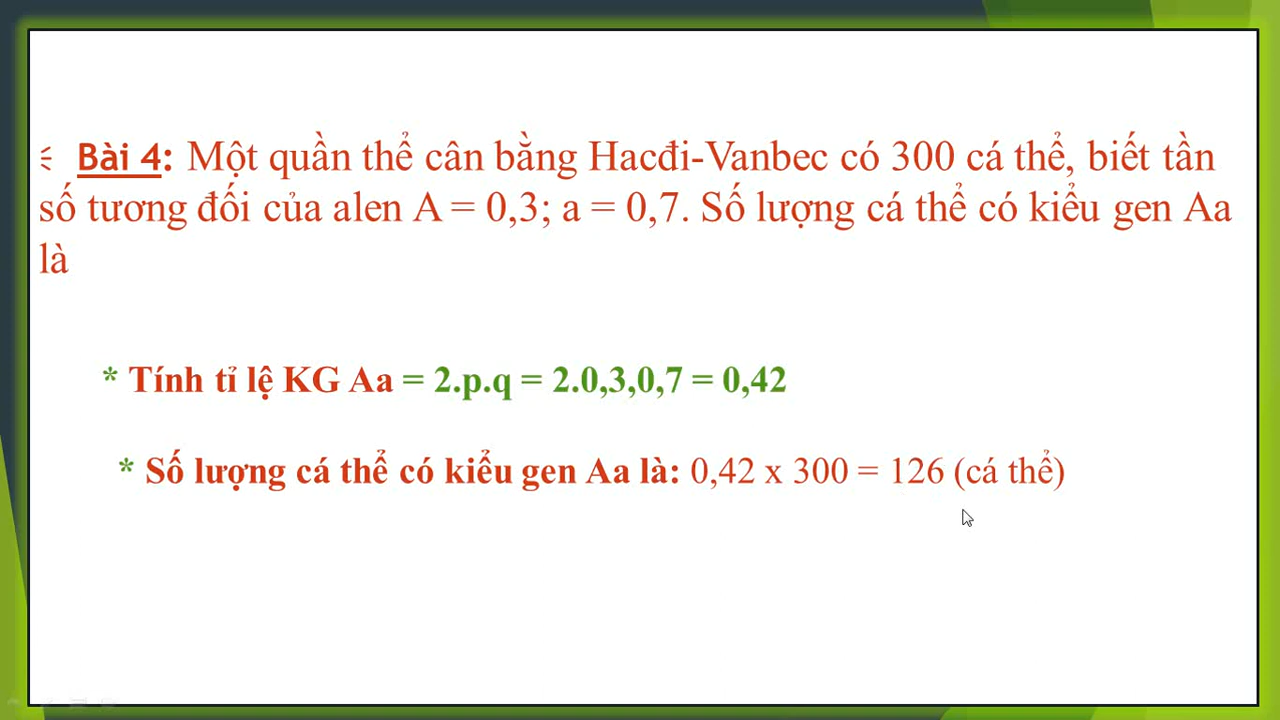 Bài 4: Một quần thể cân bằng Hacđi-Vanbec có 300 cá thể, biết tần
số tương đối của alen A = 0,3; a = 0,7. Số lượng cá thể có kiểu gen Aa
là
* Tính tỉ lệ KG Aa = 2.p.q = 2.0,3,0,7 = 0,42
* Số lượng cá thể có kiểu gen Aa là: 0,42 x 300 = 126 (cá thể)